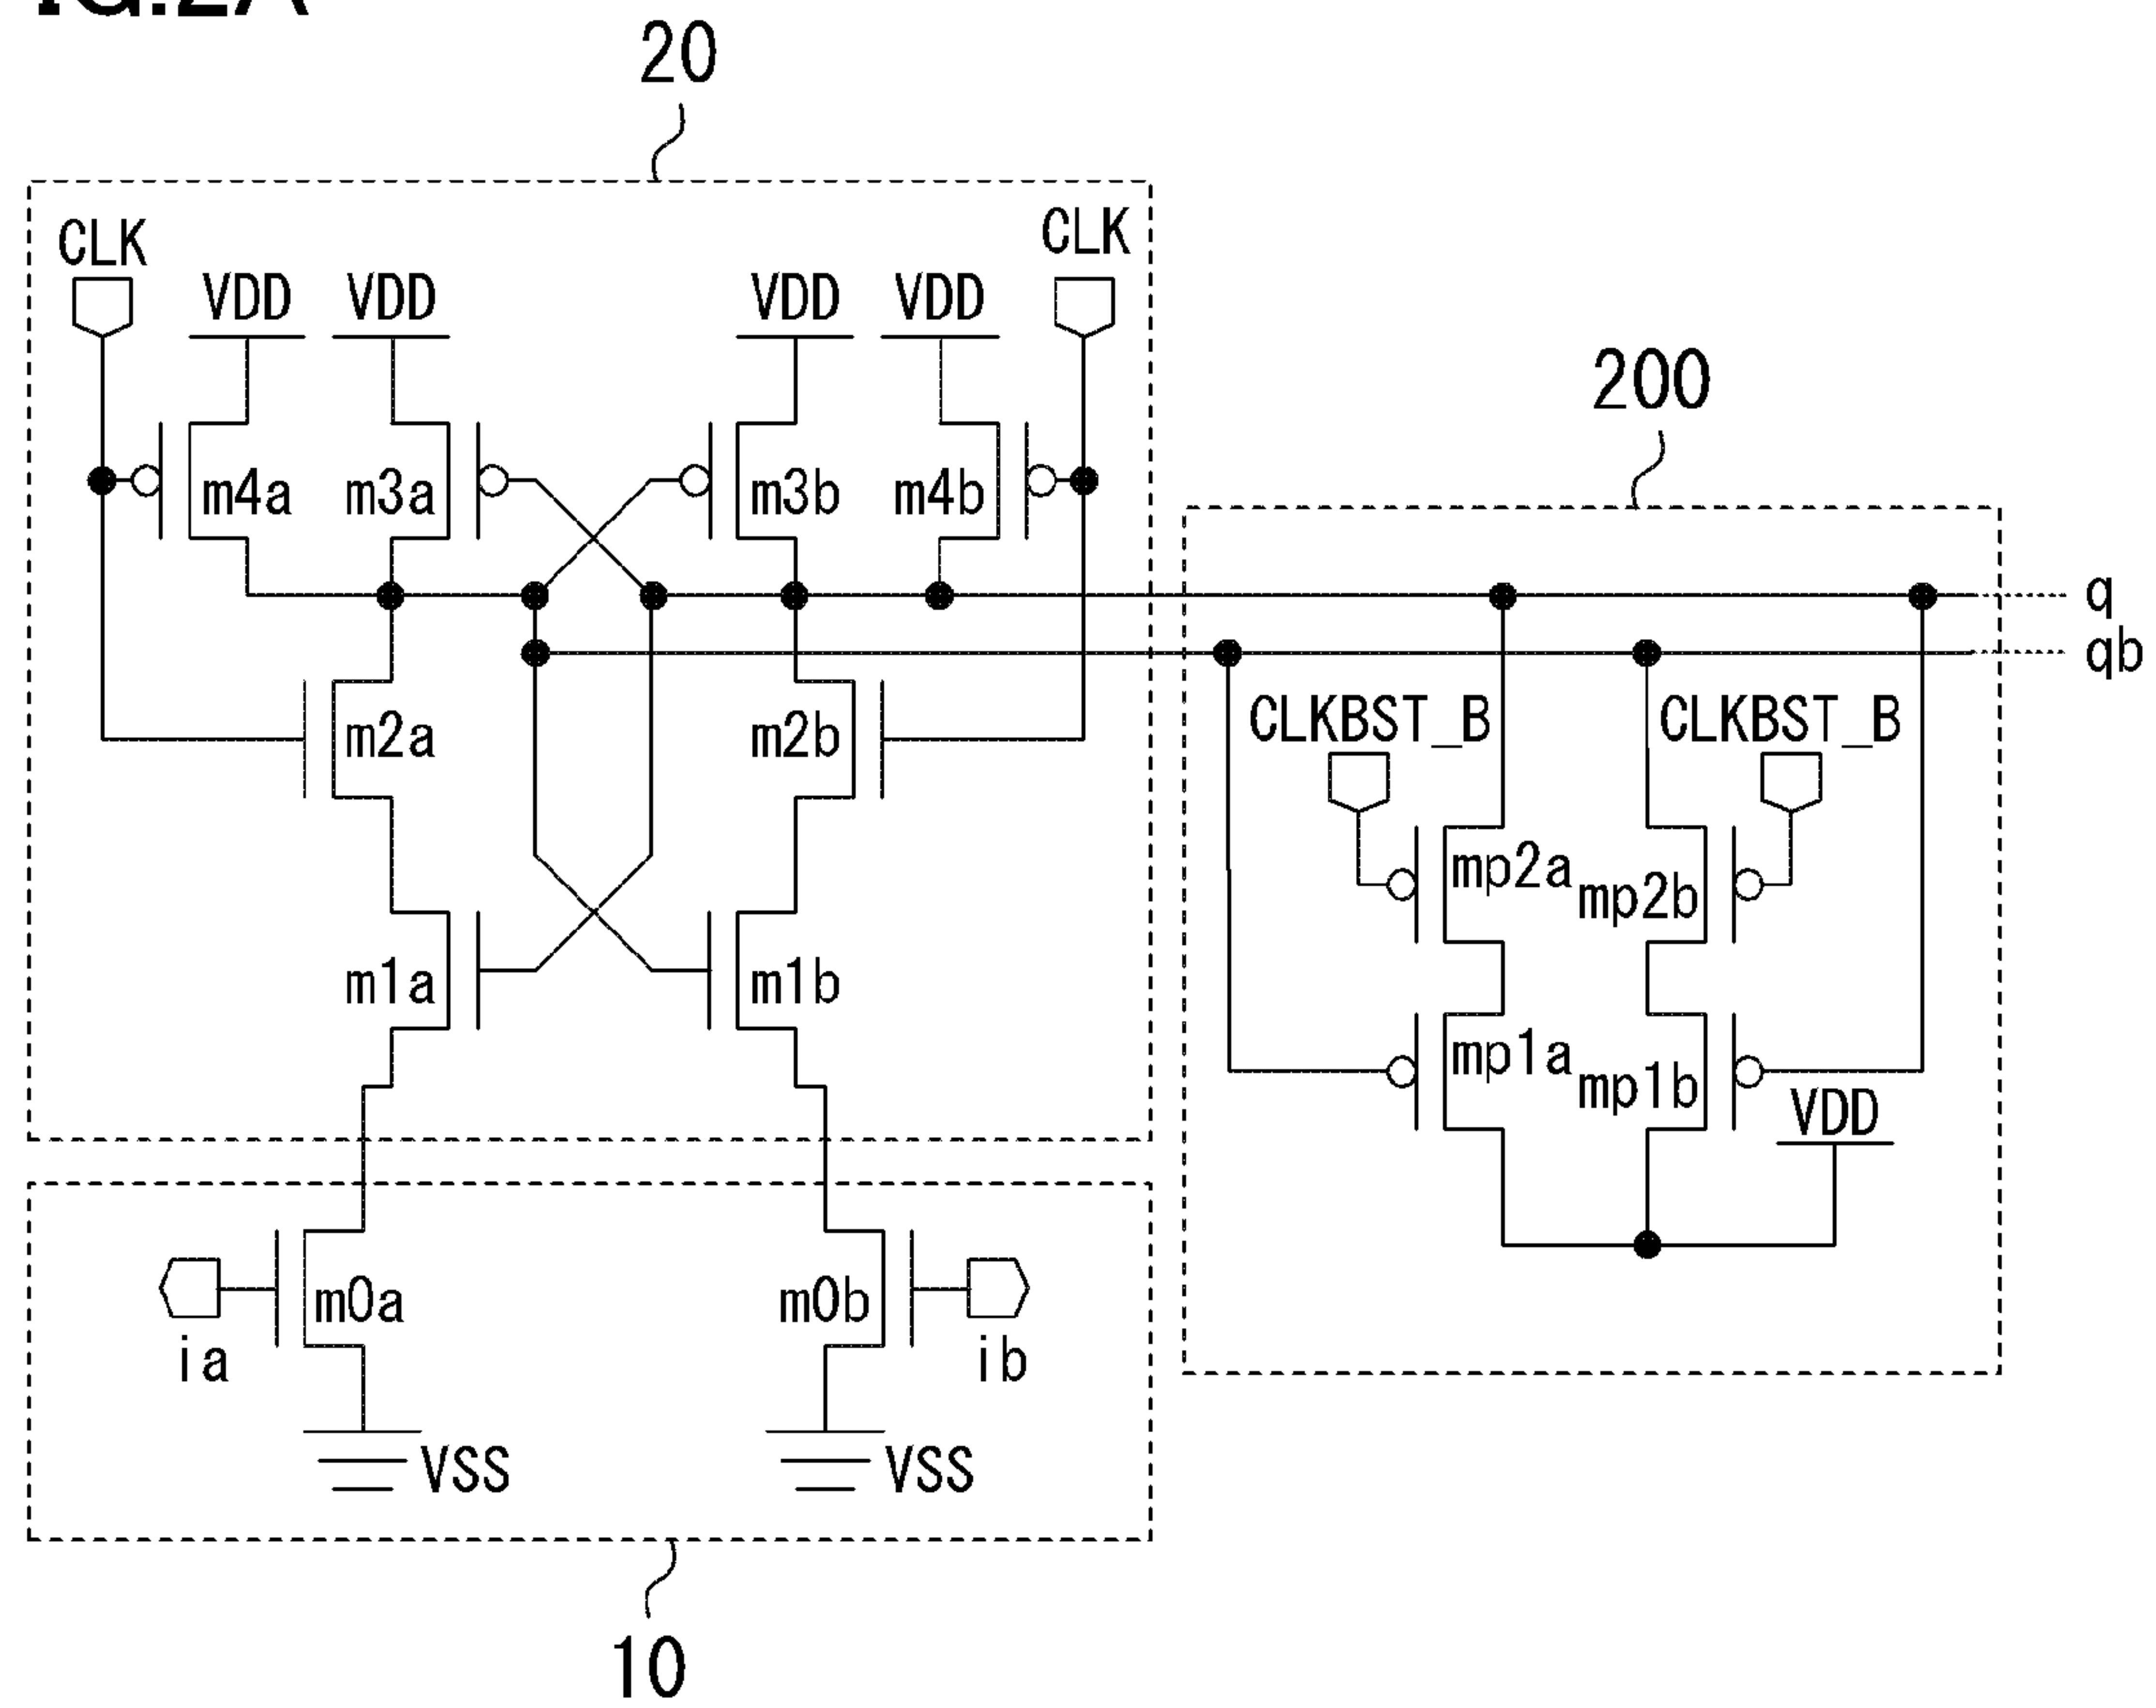 20
CLK
CLK
VDD VDD VDD VDD
200
m4a m3a m3b m4b
q
qb
CLKBST_B CLKBST_B
m2a m2b
mp2a mp2b
m1a m1b
mp1a mp1b
VDD
m0a m0b
ia ib
VSS VSS
10